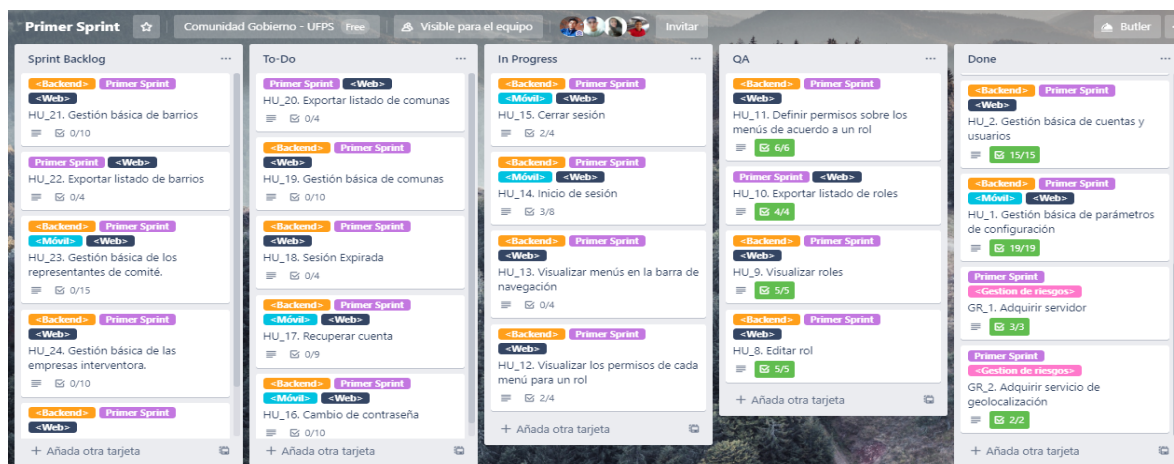 Primer Sprint Comunidad Gobierno - UFPS Free Visible para el equipo Invitar Butler
Sprint Backlog
<Backend> Primer Sprint
<Web>
HU_21. Gestión básica de barrios
0/10
Primer Sprint <Web>
HU_22. Exportar listado de barrios
0/4
<Backend> Primer Sprint
<Móvil> <Web>
HU_23. Gestión básica de los
representantes de comité.
0/15
<Backend> Primer Sprint
<Web>
HU_24. Gestión básica de las
empresas interventora.
0/10
<Backend> Primer Sprint
<Web>
+ Añada otra tarjeta
To-Do
Primer Sprint <Web>
HU_20. Exportar listado de comunas
0/4
<Backend> Primer Sprint
<Web>
HU_19. Gestión básica de comunas
0/10
<Backend> Primer Sprint
<Web>
HU_18. Sesión Expirada
0/4
<Backend> Primer Sprint
<Móvil> <Web>
HU_17. Recuperar cuenta
0/9
<Backend> Primer Sprint
<Móvil> <Web>
HU_16. Cambio de contraseña
0/10
+ Añada otra tarjeta
In Progress
<Backend> Primer Sprint
<Móvil> <Web>
HU_15. Cerrar sesión
2/4
<Backend> Primer Sprint
<Móvil> <Web>
HU_14. Inicio de sesión
3/8
<Backend> Primer Sprint
<Web>
HU_13. Visualizar menús en la barra de
navegación
0/4
<Backend> Primer Sprint
<Web>
HU_12. Visualizar los permisos de cada
menú para un rol
2/4
+ Añada otra tarjeta
QA
<Backend> Primer Sprint
<Web>
HU_11. Definir permisos sobre los
menús de acuerdo a un rol
6/6
Primer Sprint <Web>
HU_10. Exportar listado de roles
4/4
<Backend> Primer Sprint
<Web>
HU_9. Visualizar roles
5/5
<Backend> Primer Sprint
<Web>
HU_8. Editar rol
5/5
+ Añada otra tarjeta
Done
<Backend> Primer Sprint
<Web>
HU_2. Gestión básica de cuentas y
usuarios
15/15
<Backend> Primer Sprint
<Móvil> <Web>
HU_1. Gestión básica de parámetros
de configuración
19/19
Primer Sprint
<Gestion de riesgos>
GR_1. Adquirir servidor
3/3
Primer Sprint
<Gestion de riesgos>
GR_2. Adquirir servicio de
geolocalización
2/2
+ Añada otra tarjeta